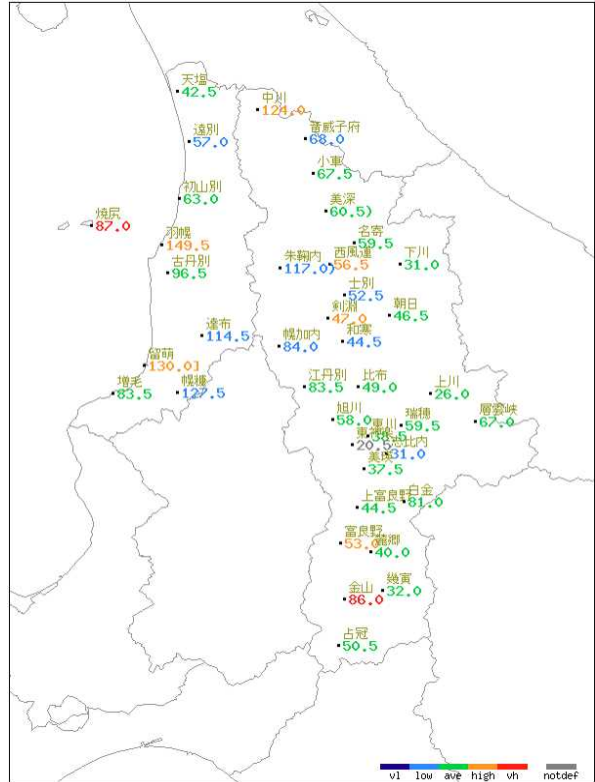 天塩
42.5
中川
124.0
遠別
57.0
音威子府
68.0
小車
67.5
初山別
63.0
美深
60.5)
焼尻
87.0
羽幌
149.5
名寄
59.5
朱鞠内
117.0)
西風連
56.5
下川
31.0
古丹別
96.5
士別
52.5
剣淵
47.0
朝日
46.5
達布
114.5
幌加内
84.0
和寒
44.5
留萌
130.0]
増毛
83.5
幌糠
127.5
江丹別
83.5
比布
49.0
上川
26.0
旭川
58.0
瑞穂
59.5
層雲峡
67.0
東川
20.5
志比内
31.0
美瑛
37.5
上富良野
44.5
白金
81.0
富良野
53.0
麓郷
40.0
金山
86.0
幾寅
32.0
占冠
50.5
vl low ave high vh notdef